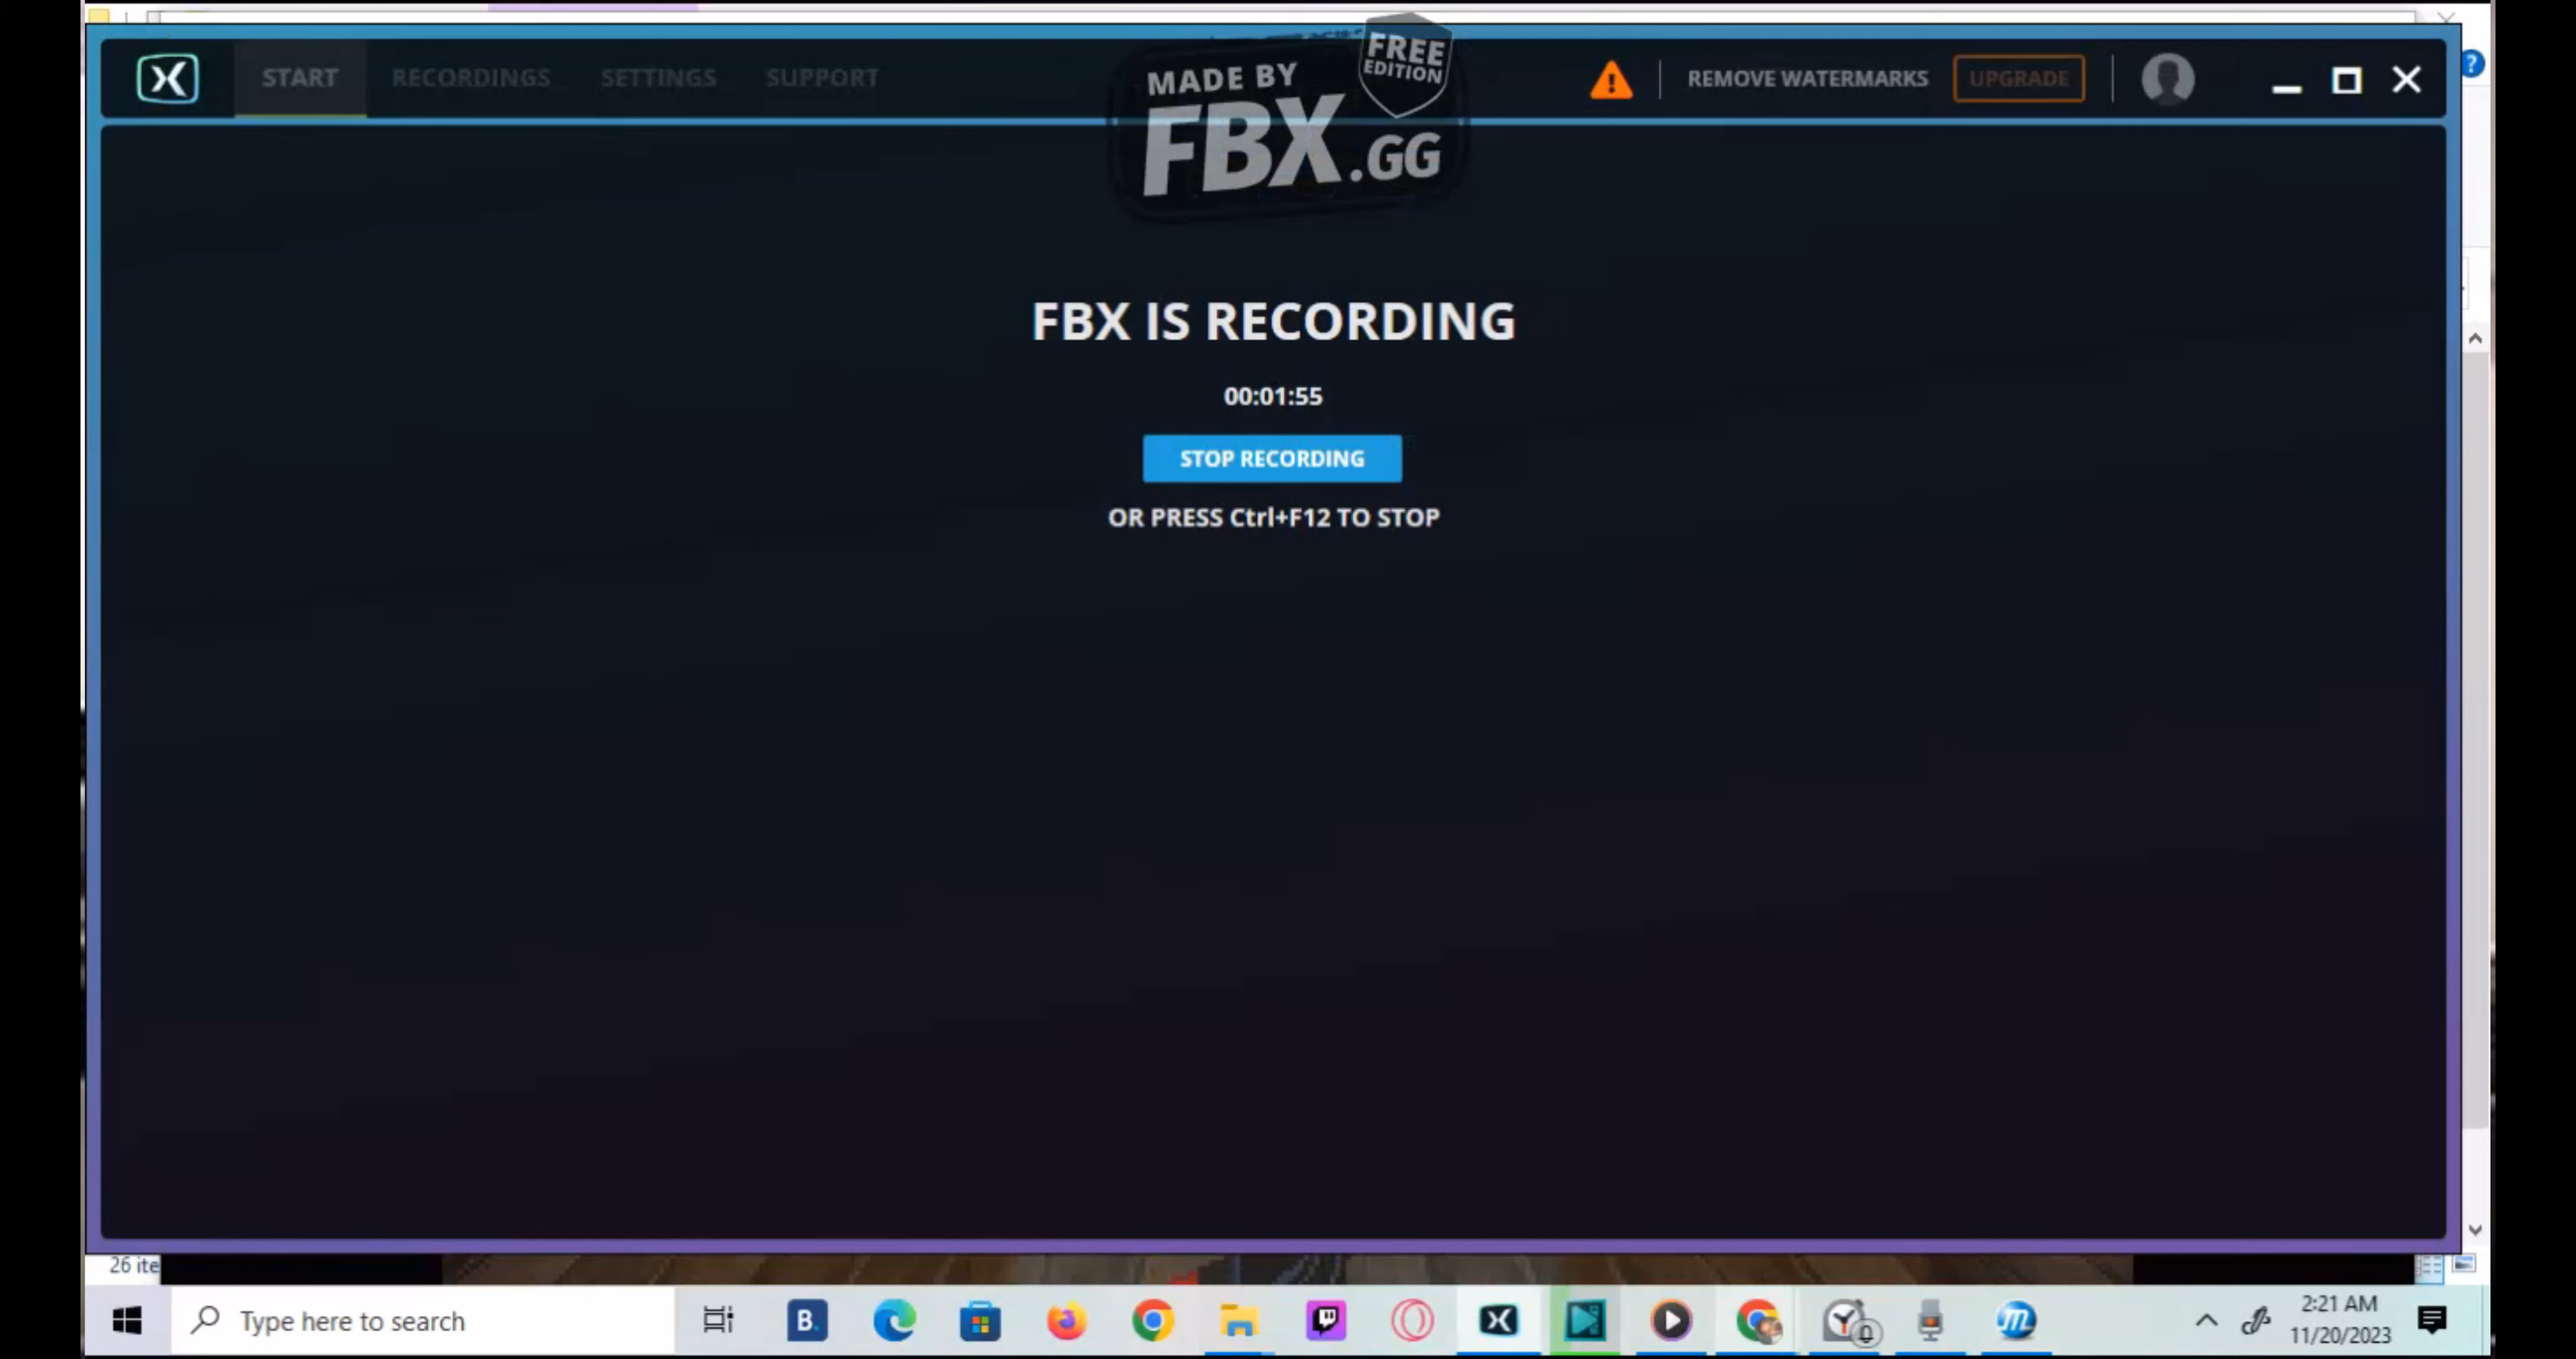 START RECORDINGS SETTINGS SUPPORT
MADE BY
FBX.GG
FREE
EDITION
REMOVE WATERMARKS UPGRADE
FBX IS RECORDING
00:01:55
STOP RECORDING
OR PRESS Ctrl+F12 TO STOP
26 ite
Type here to search
B.
2:21 AM
11/20/2023